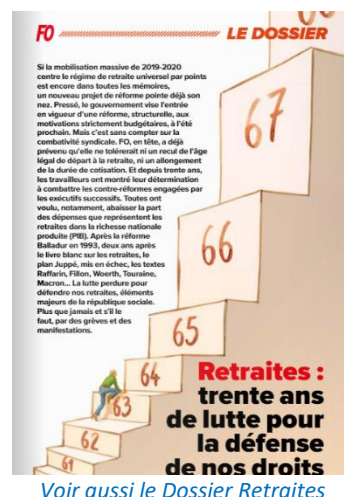 FO LE DOSSIER
Si la mobilisation massive de 2019-2020
contre le régime de retraite universel par points
est encore dans toutes les mémoires,
un nouveau projet de réforme pointe déjà son
nez. Pressé, le gouvernement vise l'entrée
en vigueur d'une réforme, structurelle, aux
motivations strictement budgétaires, à l'été
prochain. Mais c'est sans compter sur la
combativité syndicale. FO, en tête, a déjà
prévenu qu'elle ne tolérerait ni un recul de l'âge
légal de départ à la retraite, ni un allongement
de la durée de cotisation. Et depuis trente ans,
les travailleurs ont montré leur détermination
à combattre les contre-réformes engagées par
les exécutifs successifs. Toutes ont
voulu, notamment, abaisser la part
des dépenses que représentent les
retraites dans la richesse nationale
produite (PIB). Après la réforme
Balladur en 1993, deux ans après
le livre blanc sur les retraites, le
plan Juppé, mis en échec, les textes
Raffarin, Fillon, Woerth, Touraine,
Macron... La lutte perdure pour
défendre nos retraites, éléments
majeurs de la république sociale.
Plus que jamais et s'il le
faut, par des grèves et des
manifestations.
68
67
66
65
64
63
62
61
Retraites :
trente ans
de lutte pour
la défense
de nos droits
Voir aussi le Dossier Retraites